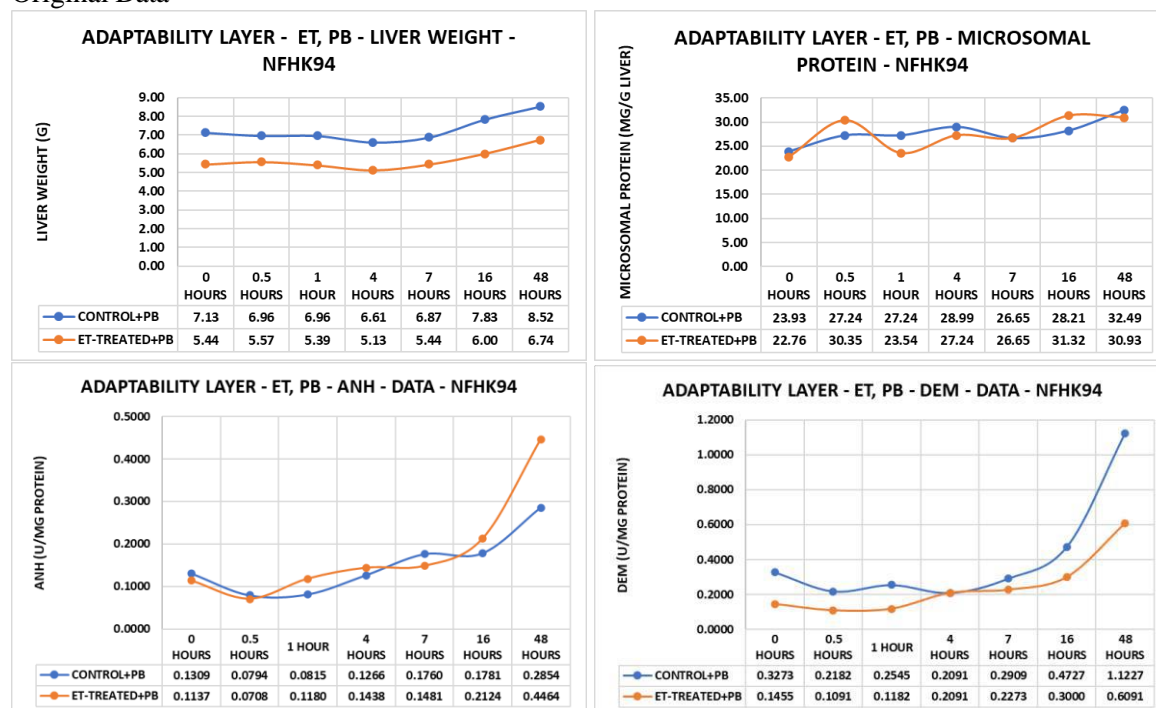 Original Data
ADAPTABILITY LAYER - ET, PB - LIVER WEIGHT -
NFHK94
LIVER WEIGHT (G)
9.00
8.00
7.00
6.00
5.00
4.00
3.00
2.00
1.00
0.00
0 0.5 1 4 7 16 48
HOURS HOURS HOUR HOURS HOURS HOURS HOURS
CONTROL+PB 7.13 6.96 6.96 6.61 6.87 7.83 8.52
ET-TREATED+PB 5.44 5.57 5.39 5.13 5.44 6.00 6.74
ADAPTABILITY LAYER - ET, PB - MICROSOMAL
PROTEIN - NFHK94
MICROSOMAL PROTEIN (MG/G LIVER)
35.00
30.00
25.00
20.00
15.00
10.00
5.00
0.00
0 0.5 1 4 7 16 48
HOURS HOURS HOUR HOURS HOURS HOURS HOURS
CONTROL+PB 23.93 27.24 27.24 28.99 26.65 28.21 32.49
ET-TREATED+PB 22.76 30.35 23.54 27.24 26.65 31.32 30.93
ADAPTABILITY LAYER - ET, PB - ANH - DATA - NFHK94
ANH (U/MG PROTEIN)
0.5000
0.4000
0.3000
0.2000
0.1000
0.0000
0 0.5 1 HOUR 4 7 16 48
HOURS HOURS HOURS HOURS HOURS HOURS
CONTROL+PB 0.1309 0.0794 0.0815 0.1266 0.1760 0.1781 0.2854
ET-TREATED+PB 0.1137 0.0708 0.1180 0.1438 0.1481 0.2124 0.4464
ADAPTABILITY LAYER - ET, PB - DEM - DATA - NFHK94
DEM (U/MG PROTEIN)
1.2000
1.0000
0.8000
0.6000
0.4000
0.2000
0.0000
0 0.5 1 HOUR 4 7 16 48
HOURS HOURS HOURS HOURS HOURS HOURS
CONTROL+PB 0.3273 0.2182 0.2545 0.2091 0.2909 0.4727 1.1227
ET-TREATED+PB 0.1455 0.1091 0.1182 0.2091 0.2273 0.3000 0.6091